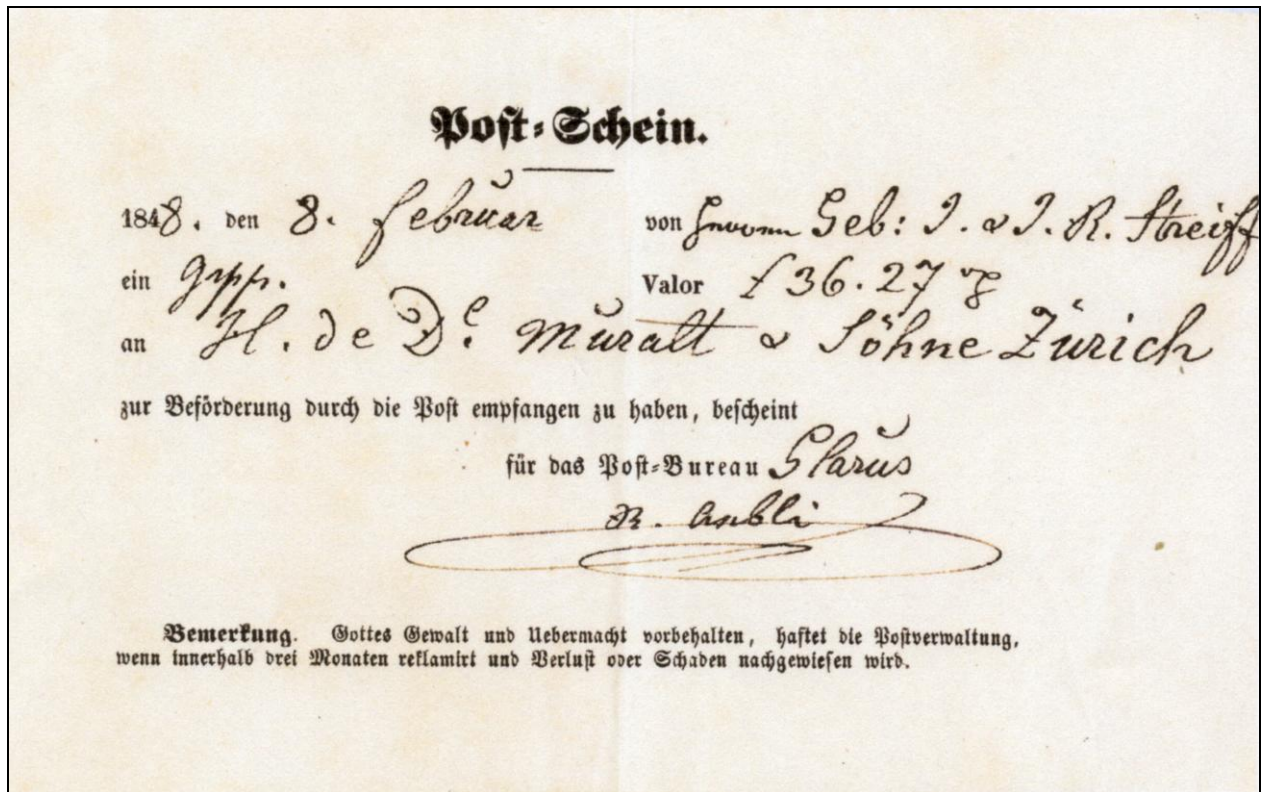 Post-Schein.
1848. den 8. Februar von Herren Geb: J. & J. R. Streiff
ein Grpp. Valor f 36.27
an H. de D. Muralt & Söhne Zürich
zur Beförderung durch die Post empfangen zu haben, bescheint
für das Post-Bureau Glarus
R. Aebli
Bemerkung. Gottes Gewalt und Uebermacht vorbehalten, haftet die Postverwaltung,
wenn innerhalb drei Monaten reklamirt und Verlust oder Schaden nachgewiesen wird.